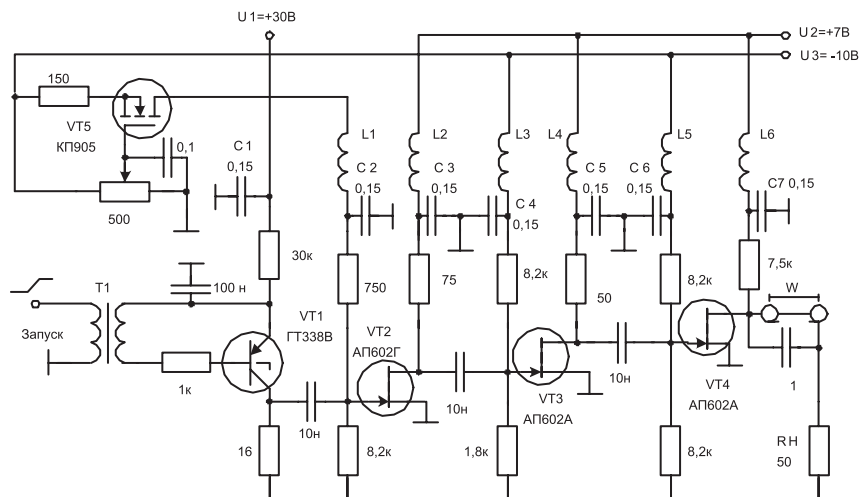 U1=+30В
U2=+7В
U3= -10В
150
VT5
КП905
0,1
500
C 1
0,15
L1
L2
L3
L4
L5
L6
C 2
0,15
C 3
0,15
C 4
0,15
C 5
0,15
C 6
0,15
C7 0,15
30к
750
75
8,2к
50
8,2к
7,5к
W
T1
100 н
Запуск
VT1
ГТ338В
VT2
АП602Г
VT3
АП602А
VT4
АП602А
1к
10н
10н
10н
1
16
8,2к
1,8к
8,2к
RН
50